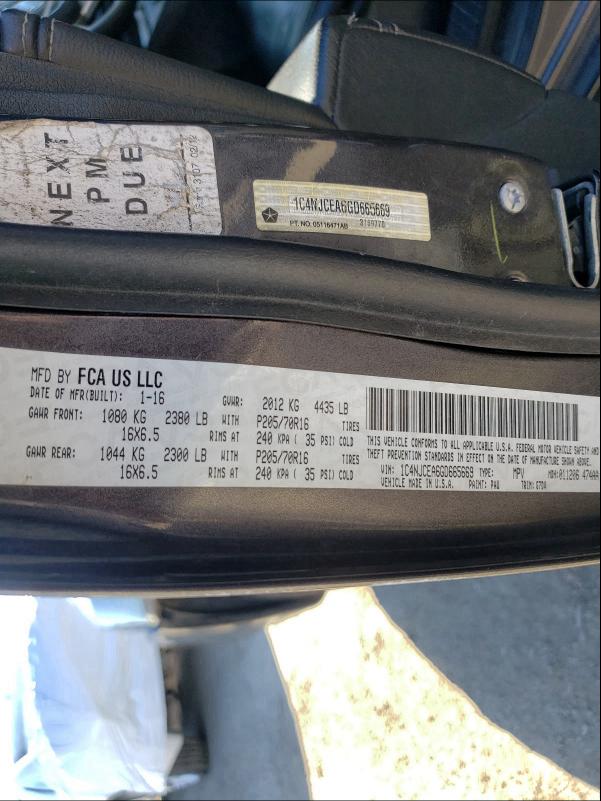 NEXT
PM
DUE
1C4NJCEA6GD665669
PT. NO. 05116471AB
MFD BY FCA US LLC
DATE OF MFR(BUILT): 1-16 GVWR: 2012 KG 4435 LB
GAWR FRONT: 1080 KG 2380 LB WITH P205/70R16 TIRES
16X6.5 RIMS AT 240 KPA ( 35 PSI) COLD
GAWR REAR: 1044 KG 2300 LB WITH P205/70R16 TIRES
16X6.5 RIMS AT 240 KPA ( 35 PSI) COLD
THIS VEHICLE CONFORMS TO ALL APPLICABLE U.S.A. FEDERAL MOTOR VEHICLE SAFETY AND
THEFT PREVENTION STANDARDS IN EFFECT ON THE DATE OF MANUFACTURE SHOWN ABOVE.
VIN: 1C4NJCEA6GD665669 TYPE: MPV
VEHICLE MADE IN U.S.A. PAINT: PAU TRIM: